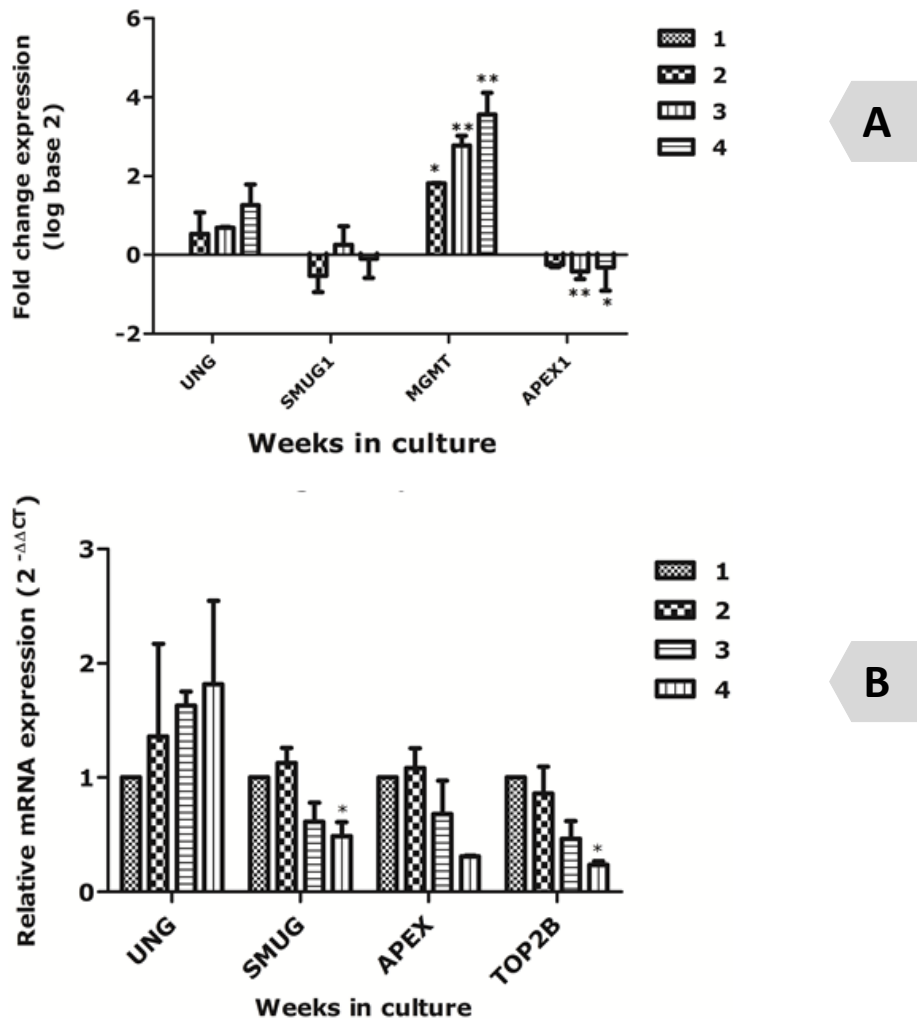 6
4
2
0
-2
Fold change expression
(log base 2)
*
**
**
**
*
UNG
SMUG1
MGMT
APEX1
Weeks in culture
1
2
3
4
A
3
2
1
0
Relative mRNA expression (2 -ΔΔCT)
*
*
UNG
SMUG
APEX
TOP2B
Weeks in culture
1
2
3
4
B